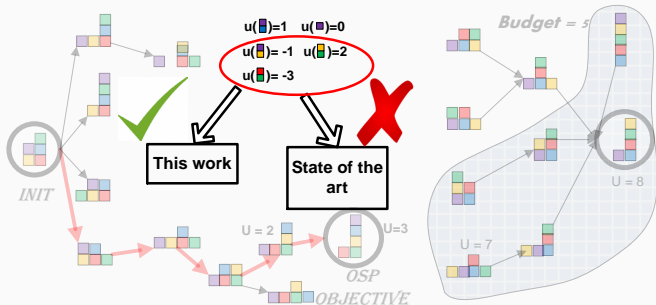 u( )=1 u( )=0
u( )= -1 u( )=2
u( )= -3
Budget = 5
This work
State of the
art
INIT
U = 2
U=3
OSP
OBJECTIVE
U = 8
U = 7